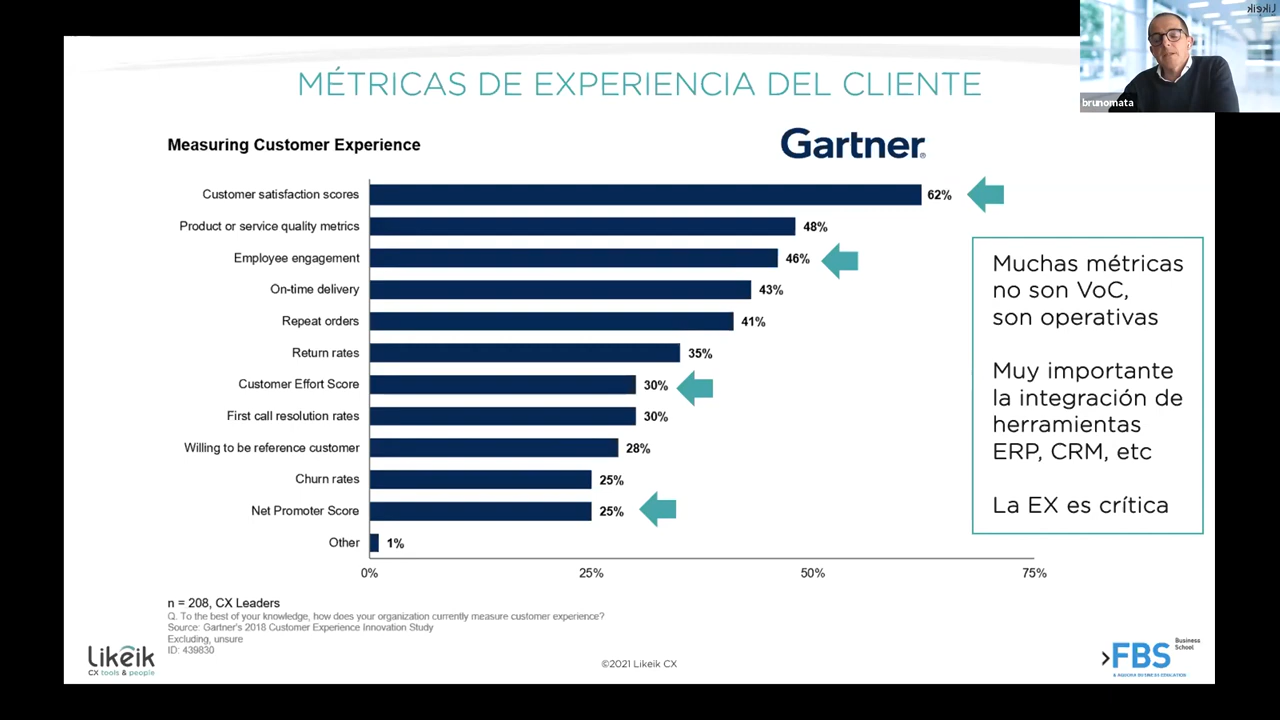 Likeik
brunomata
MÉTRICAS DE EXPERIENCIA DEL CLIENTE
Measuring Customer Experience
Gartner®
Customer satisfaction scores 62%
Product or service quality metrics 48%
Employee engagement 46%
On-time delivery 43%
Repeat orders 41%
Return rates 35%
Customer Effort Score 30%
First call resolution rates 30%
Willing to be reference customer 28%
Churn rates 25%
Net Promoter Score 25%
Other 1%
0% 25% 50% 75%
Muchas métricas
no son VoC,
son operativas
Muy importante
la integración de
herramientas
ERP, CRM, etc
La EX es crítica
n = 208, CX Leaders
Q. To the best of your knowledge, how does your organization currently measure customer experience?
Source: Gartner's 2018 Customer Experience Innovation Study
Excluding, unsure
ID: 439830
Likeik
CX tools & people
©2021 Likeik CX
FBS Business
School